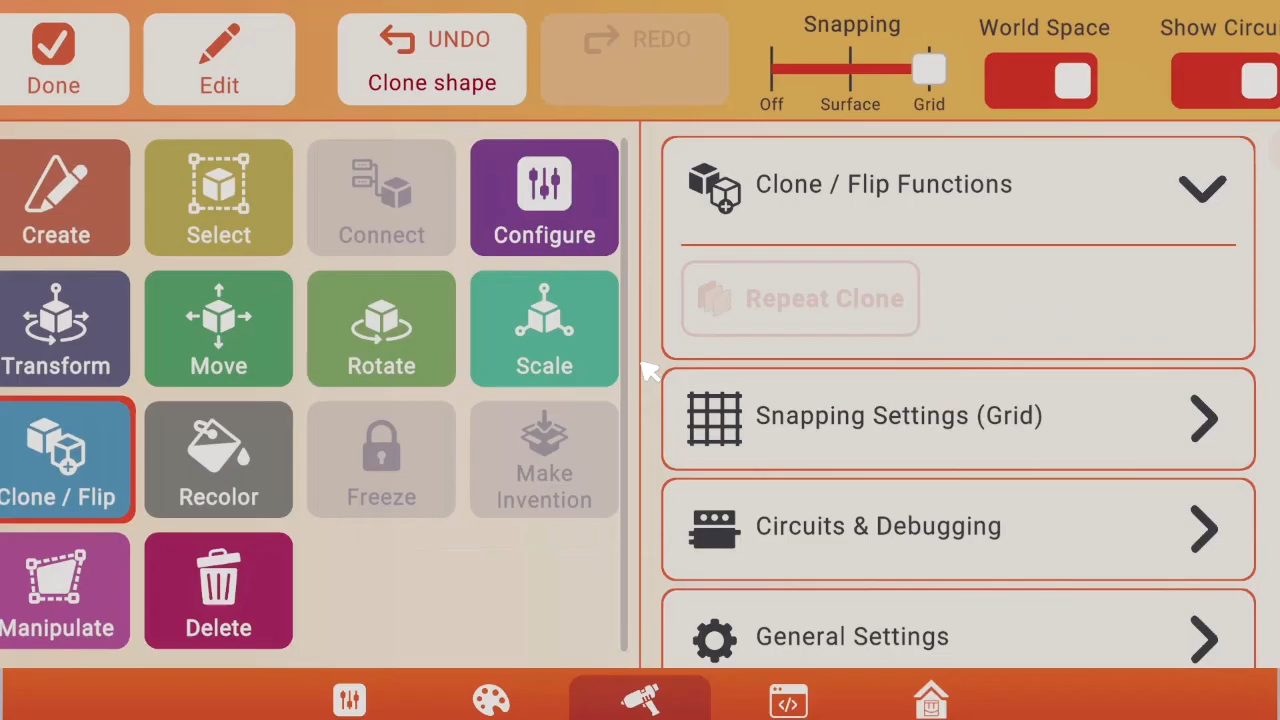 Done
Edit
UNDO
Clone shape
REDO
Snapping
Off
Surface
Grid
World Space
Show Circu
Create
Select
Connect
Configure
Transform
Move
Rotate
Scale
Clone / Flip
Recolor
Freeze
Make
Invention
Manipulate
Delete
Clone / Flip Functions
Repeat Clone
Snapping Settings (Grid)
Circuits & Debugging
General Settings